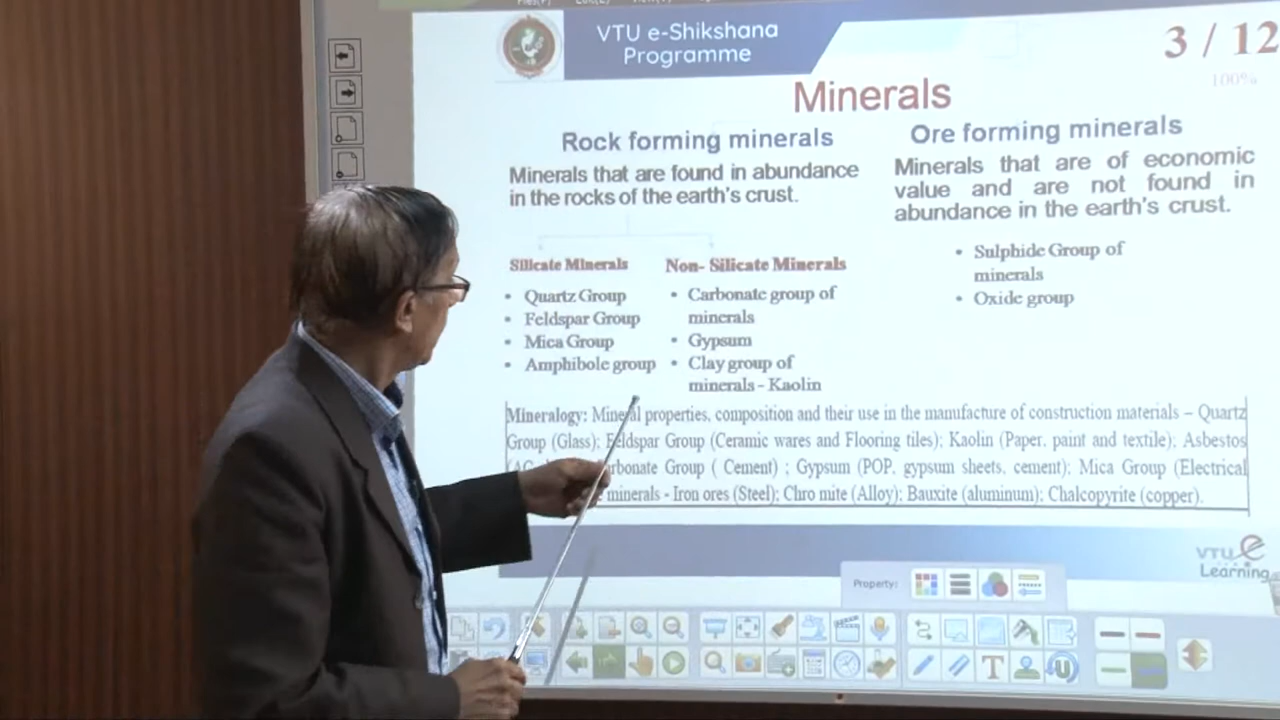 VTU e-Shikshana
Programme
3 / 12
100%
Minerals
Rock forming minerals
Minerals that are found in abundance
in the rocks of the earth's crust.
Ore forming minerals
Minerals that are of economic
value and are not found in
abundance in the earth's crust.
Silicate Minerals
• Quartz Group
• Feldspar Group
• Mica Group
• Amphibole group
Non- Silicate Minerals
• Carbonate group of
minerals
• Gypsum
• Clay group of
minerals - Kaolin
• Sulphide Group of
minerals
• Oxide group
Mineralogy: Mineral properties, composition and their use in the manufacture of construction materials – Quartz
Group (Glass); Feldspar Group (Ceramic wares and Flooring tiles); Kaolin (Paper, paint and textile); Asbestos
Group ( Cement) ; Gypsum (POP, gypsum sheets, cement); Mica Group (Electrical
minerals - Iron ores (Steel); Chro mite (Alloy); Bauxite (aluminum); Chalcopyrite (copper).
VTU e
Learning
Property: